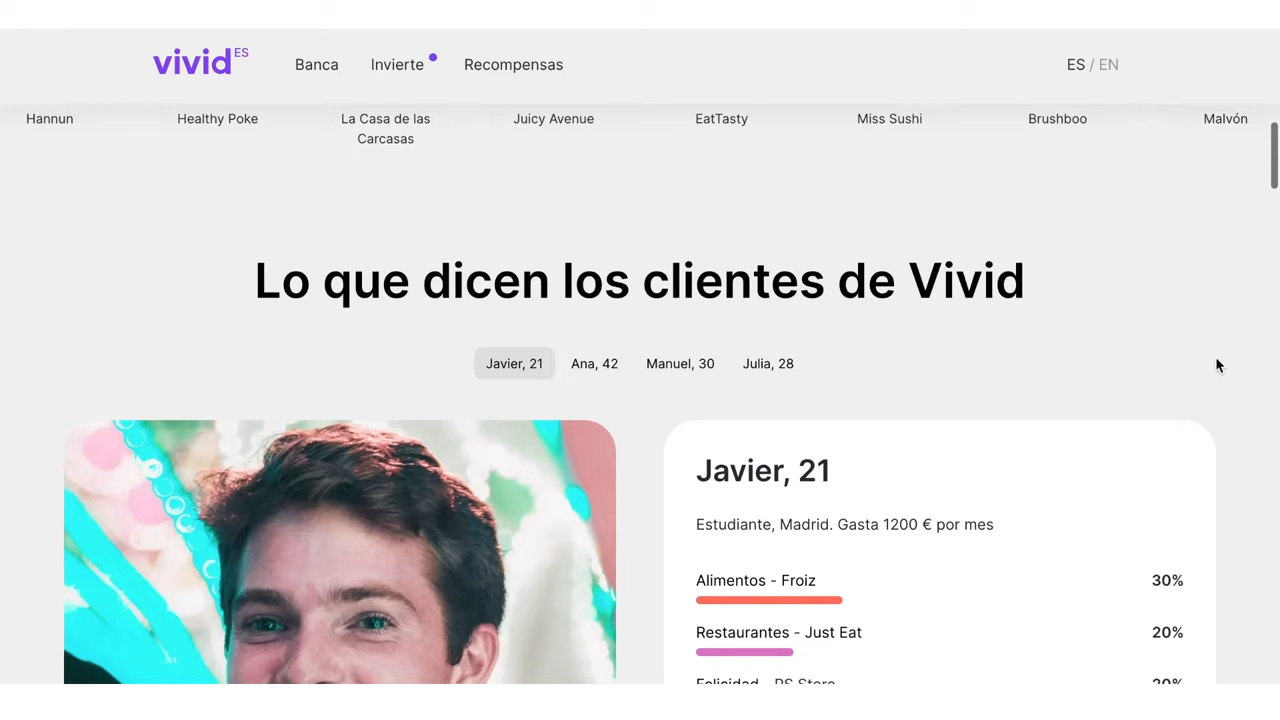 vivid ES
Banca
Invierte
Recompensas
ES / EN
Hannun
Healthy Poke
La Casa de las
Carcasas
Juicy Avenue
EatTasty
Miss Sushi
Brushboo
Malvón
Lo que dicen los clientes de Vivid
Javier, 21
Ana, 42
Manuel, 30
Julia, 28
Javier, 21
Estudiante, Madrid. Gasta 1200 € por mes
Alimentos - Froiz
30%
Restaurantes - Just Eat
20%